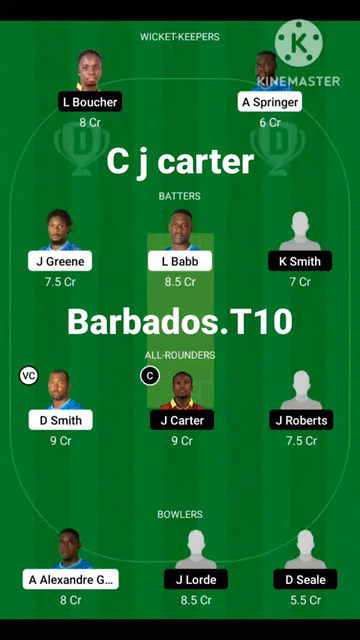 WICKET-KEEPERS
K
KINEMASTER
L Boucher
A Springer
8 Cr
6 Cr
D
D
C j carter
BATTERS
J Greene
L Babb
K Smith
7.5 Cr
8.5 Cr
7 Cr
Barbados.T10
ALL-ROUNDERS
VC
C
D Smith
J Carter
J Roberts
9 Cr
9 Cr
7.5 Cr
BOWLERS
A Alexandre G...
J Lorde
D Seale
8 Cr
8.5 Cr
5.5 Cr